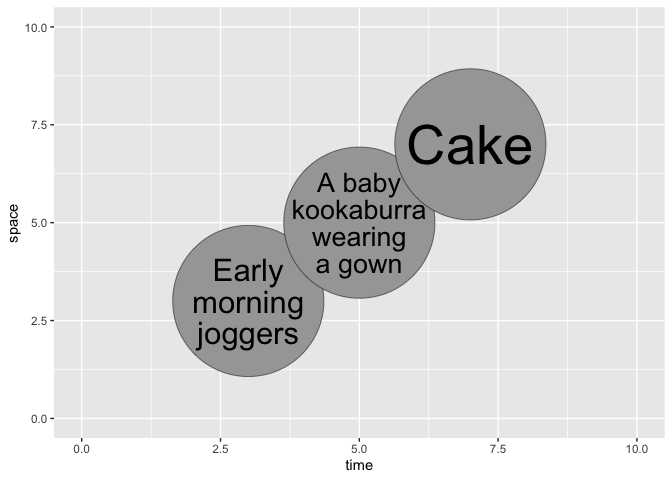 10.0
7.5
5.0
2.5
0.0
space
Cake
A baby
kookaburra
wearing
a gown
Early
morning
joggers
0.0 2.5 5.0 7.5 10.0
time